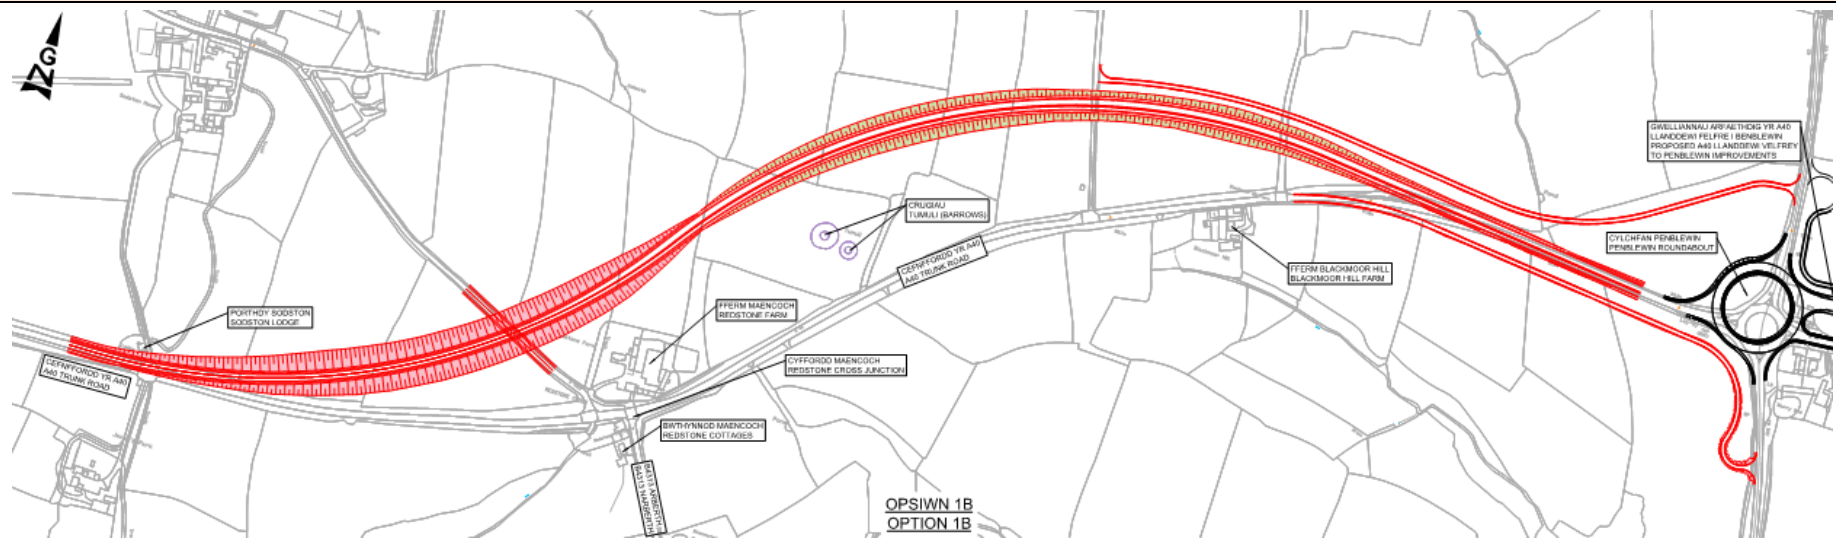 G
N
GWELLIANNAU ARFAETHDIG YR A40
LLANDDEWI FELFRE I BENBLEWIN
PROPOSED A40 LLANDDEWI VELFREY
TO PENBLEWIN IMPROVEMENTS
CRUGIAU
TUMULI (BARROWS)
CYLCHFAN PENBLEWIN
PENBLEWIN ROUNDABOUT
CEFNFFORDD YR A40
A40 TRUNK ROAD
FFERM BLACKMOOR HILL
BLACKMOOR HILL FARM
PORTHDY SODSTON
SODSTON LODGE
FFERM MAENCOCH
REDSTONE FARM
CEFNFFORDD YR A40
A40 TRUNK ROAD
CYFFORDD MAENCOCH
REDSTONE CROSS JUNCTION
BWTHYNNOD MAENCOCH
REDSTONE COTTAGES
B4313 ARBERTH
B4313 NARBERTH
OPSIWN 1B
OPTION 1B